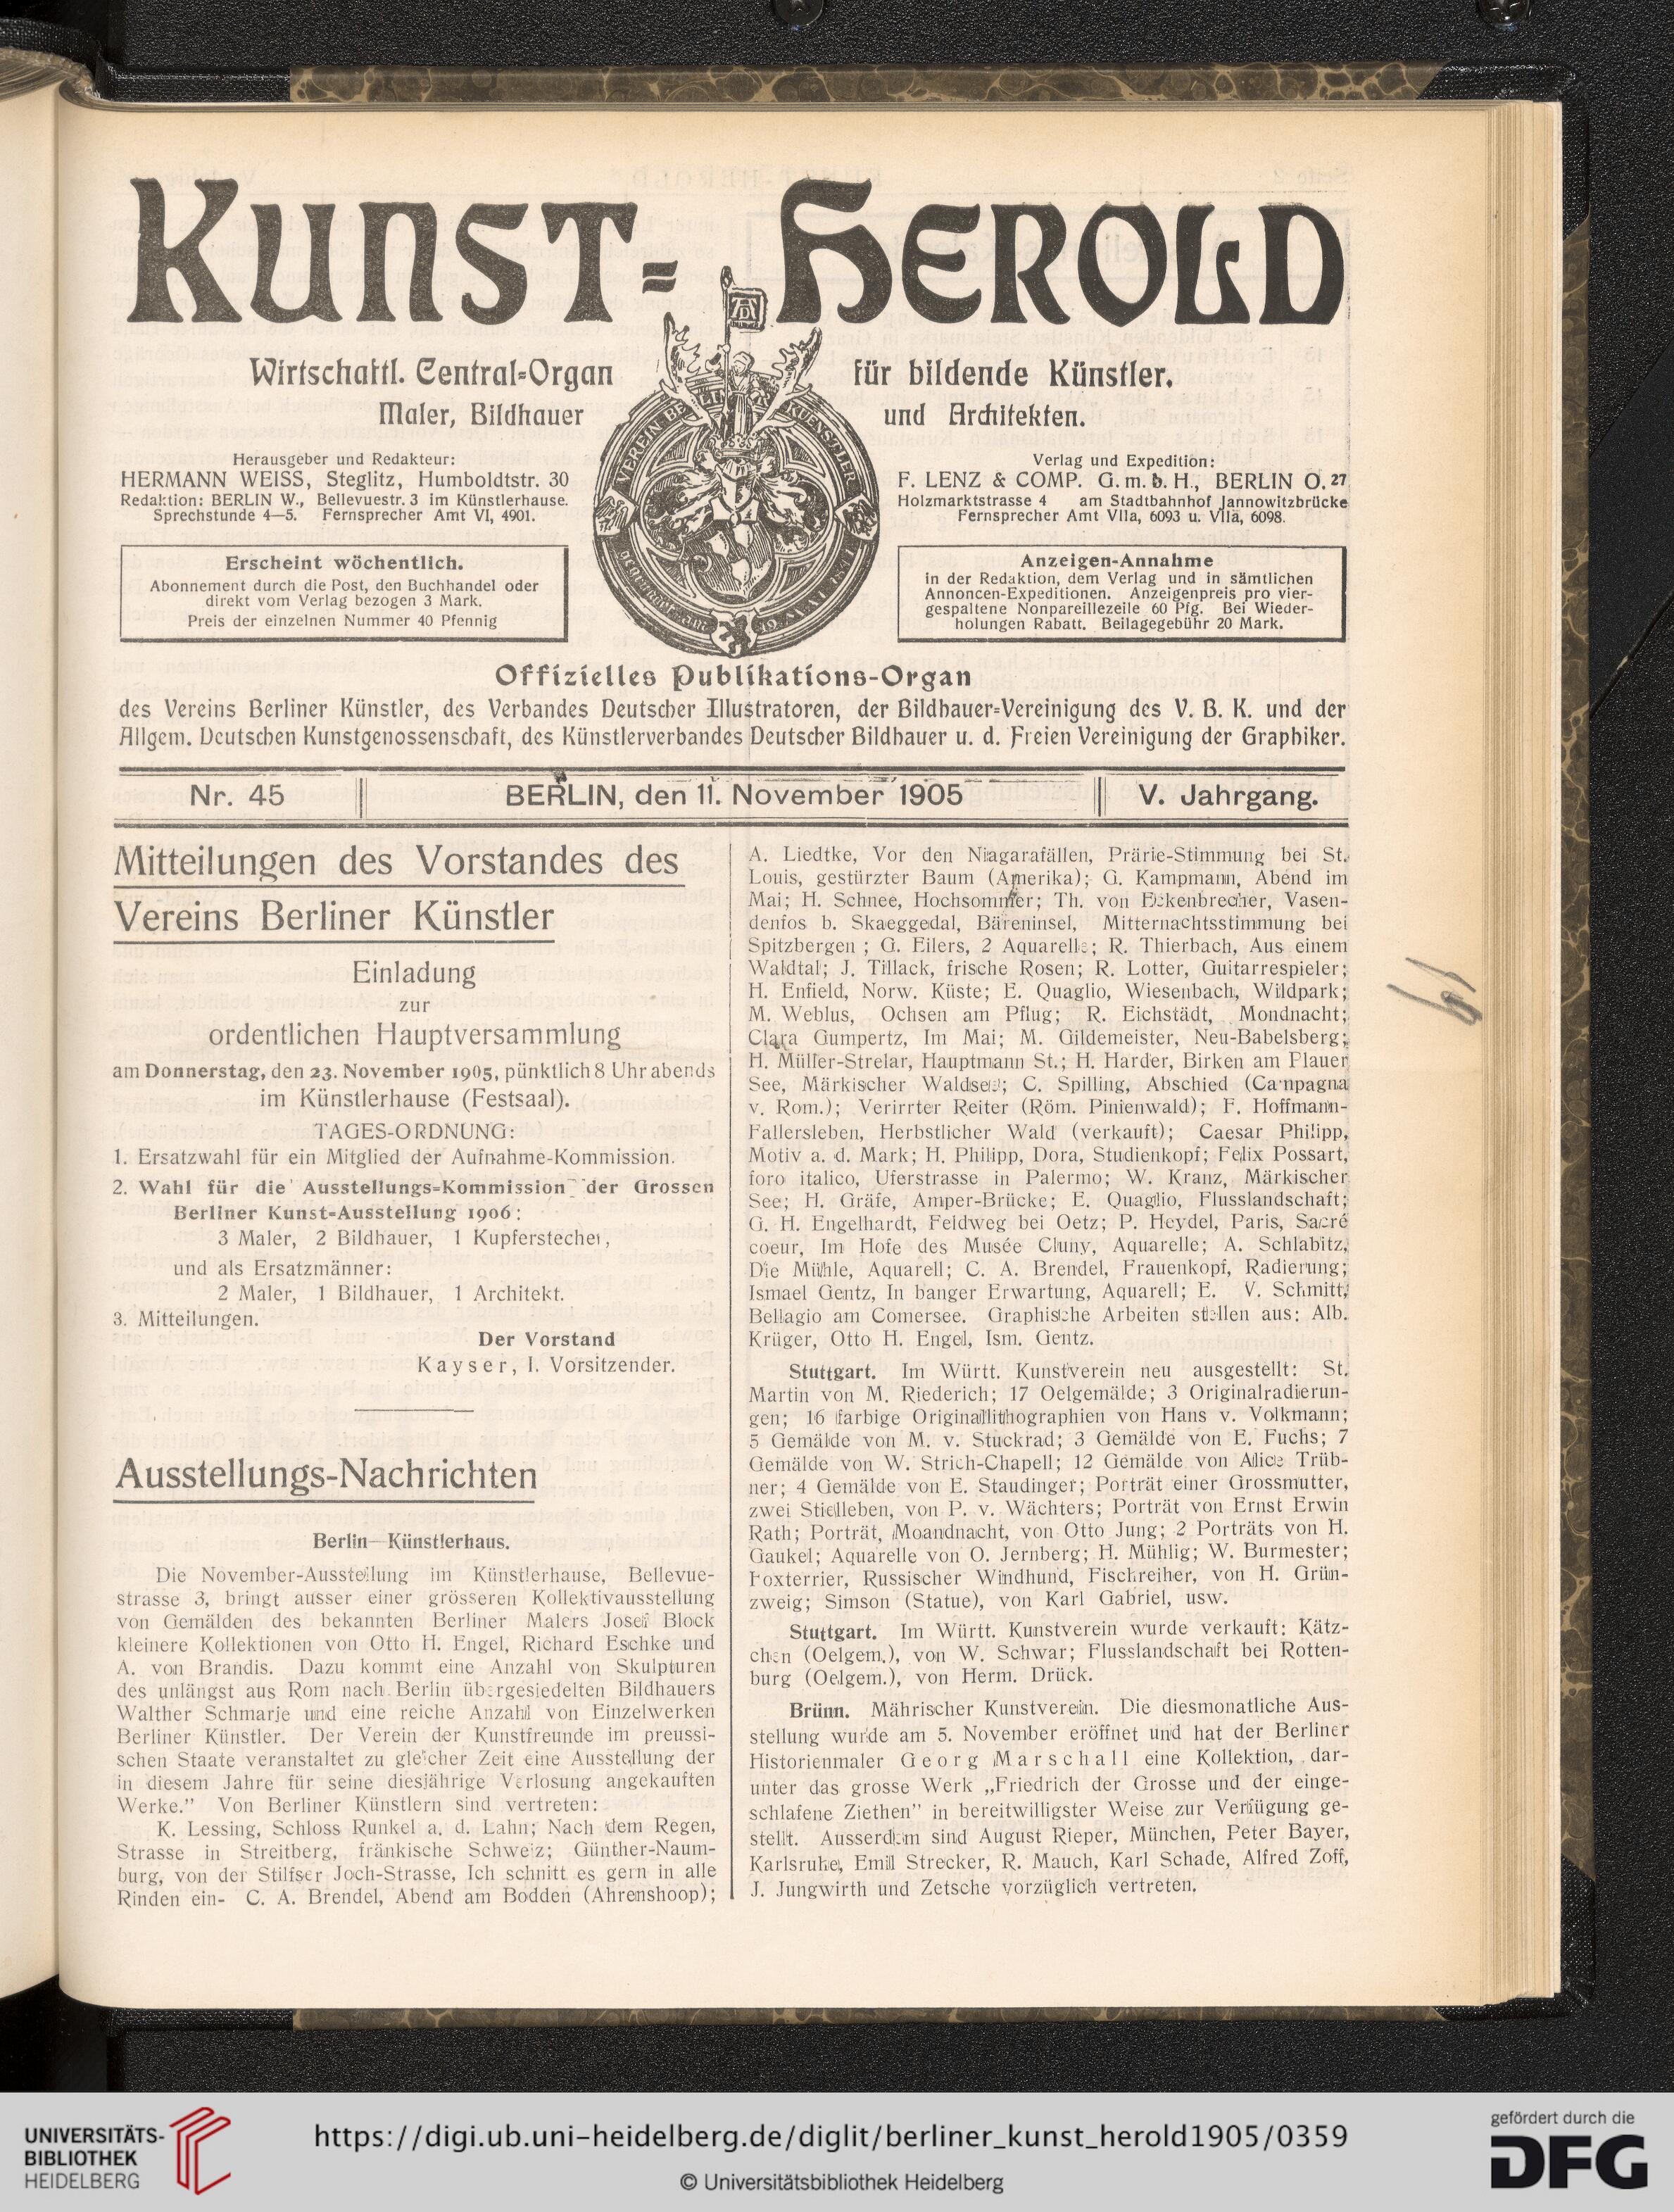 KUNST=HEROLD
Wirtschaftl. Central=Organ für bildende Künstler.
Maler, Bildhauer und Architekten.
VEREIN BERLINER KUENSTLER
gegründet am 19. MAI 1841
Herausgeber und Redakteur:
HERMANN WEISS, Steglitz, Humboldtstr. 30
Redaktion: BERLIN W., Bellevuestr. 3 im Künstlerhause.
Sprechstunde 4—5. Fernsprecher Amt VI, 4901.
Verlag und Expedition:
F. LENZ & COMP. G. m. b. H., BERLIN O. 27
Holzmarktstrasse 4 am Stadtbahnhof Jannowitzbrücke
Fernsprecher Amt VIIa, 6093 u. VIIa, 6098.
Erscheint wöchentlich.
Abonnement durch die Post, den Buchhandel oder
direkt vom Verlag bezogen 3 Mark.
Preis der einzelnen Nummer 40 Pfennig
Anzeigen-Annahme
in der Redaktion, dem Verlag und in sämtlichen
Annoncen-Expeditionen. Anzeigenpreis pro vier-
gespaltene Nonpareillezeile 60 Pfg. Bei Wieder-
holungen Rabatt. Beilagegebühr 20 Mark.
Offizielles Publikations-Organ
des Vereins Berliner Künstler, des Verbandes Deutscher Illustratoren, der Bildhauer=Vereinigung des V. B. K. und der
Allgem. Deutschen Kunstgenossenschaft, des Künstlerverbandes Deutscher Bildhauer u. d. Freien Vereinigung der Graphiker.
Nr. 45 BERLIN, den 11. November 1905 V. Jahrgang.
Mitteilungen des Vorstandes des
Vereins Berliner Künstler
Einladung
zur
ordentlichen Hauptversammlung
am Donnerstag, den 23. November 1905, pünktlich 8 Uhr abends
im Künstlerhause (Festsaal).
TAGES-ORDNUNG:
1. Ersatzwahl für ein Mitglied der Aufnahme-Kommission.
2. Wahl für die Ausstellungs=Kommission der Grossen
Berliner Kunst=Ausstellung 1906:
3 Maler, 2 Bildhauer, 1 Kupferstecher,
und als Ersatzmänner:
2 Maler, 1 Bildhauer, 1 Architekt.
3. Mitteilungen.
Der Vorstand
Kayser, I. Vorsitzender.
Ausstellungs-Nachrichten
Berlin—Künstlerhaus.
Die November-Ausstellung im Künstlerhause, Bellevue-
strasse 3, bringt ausser einer grösseren Kollektivausstellung
von Gemälden des bekannten Berliner Malers Josef Block
kleinere Kollektionen von Otto H. Engel, Richard Eschke und
A. von Brandis. Dazu kommt eine Anzahl von Skulpturen
des unlängst aus Rom nach Berlin übergesiedelten Bildhauers
Walther Schmarje und eine reiche Anzahl von Einzelwerken
Berliner Künstler. Der Verein der Kunstfreunde im preussi-
schen Staate veranstaltet zu gleicher Zeit eine Ausstellung der
in diesem Jahre für seine diesjährige Verlosung angekauften
Werke.” Von Berliner Künstlern sind vertreten:
K. Lessing, Schloss Runkel a. d. Lahn; Nach dem Regen,
Strasse in Streitberg, fränkische Schweiz; Günther-Naum-
burg, von der Stilfser Joch-Strasse, Ich schnitt es gern in alle
Rinden ein- C. A. Brendel, Abend am Bodden (Ahrenshoop);
A. Liedtke, Vor den Niagarafällen, Prärie-Stimmung bei St.
Louis, gestürzter Baum (Amerika); G. Kampmann, Abend im
Mai; H. Schnee, Hochsommer; Th. von Eckenbrecher, Vasen-
denfos b. Skaeggedal, Bäreninsel, Mitternachtsstimmung bei
Spitzbergen ; G. Eilers, 2 Aquarelle; R. Thierbach, Aus einem
Waldtal; J. Tillack, frische Rosen; R. Lotter, Guitarrespieler;
H. Enfield, Norw. Küste; E. Quaglio, Wiesenbach, Wildpark;
M. Weblus, Ochsen am Pflug; R. Eichstädt, Mondnacht;
Clara Gumpertz, Im Mai; M. Gildemeister, Neu-Babelsberg;
H. Müller-Strelar, Hauptmann St.; H. Harder, Birken am Plauer
See, Märkischer Waldsee; C. Spilling, Abschied (Campagna
v. Rom.); Verirrter Reiter (Röm. Pinienwald); F. Hoffmann-
Fallersleben, Herbstlicher Wald (verkauft); Caesar Philipp,
Motiv a. d. Mark; H. Philipp, Dora, Studienkopf; Felix Possart,
foro italico, Uferstrasse in Palermo; W. Kranz, Märkischer
See; H. Gräfe, Amper-Brücke; E. Quaglio, Flusslandschaft;
G. H. Engelhardt, Feldweg bei Oetz; P. Heydel, Paris, Sacré
coeur, Im Hofe des Musée Cluny, Aquarelle; A. Schlabitz,
Die Mühle, Aquarell; C. A. Brendel, Frauenkopf, Radierung;
Ismael Gentz, In banger Erwartung, Aquarell; E. V. Schmitt,
Bellagio am Comersee. Graphische Arbeiten stellen aus: Alb.
Krüger, Otto H. Engel, Ism. Gentz.
Stuttgart. Im Württ. Kunstverein neu ausgestellt: St.
Martin von M. Riederich; 17 Oelgemälde; 3 Originalradierun-
gen; 16 farbige Originallithographien von Hans v. Volkmann;
5 Gemälde von M. v. Stuckrad; 3 Gemälde von E. Fuchs; 7
Gemälde von W. Strich-Chapell; 12 Gemälde von Alice Trüb-
ner; 4 Gemälde von E. Staudinger; Porträt einer Grossmutter,
zwei Stielleben, von P. v. Wächters; Porträt von Ernst Erwin
Rath; Porträt, Moandnacht, von Otto Jung; 2 Porträts von H.
Gaukel; Aquarelle von O. Jernberg; H. Mühlig; W. Burmester;
Foxterrier, Russischer Windhund, Fischreiher, von H. Grün-
zweig; Simson (Statue), von Karl Gabriel, usw.
Stuttgart. Im Württ. Kunstverein wurde verkauft: Kätz-
chen (Oelgem.), von W. Schwar; Flusslandschaft bei Rotten-
burg (Oelgem.), von Herm. Drück.
Brünn. Mährischer Kunstverein. Die diesmonatliche Aus-
stellung wurde am 5. November eröffnet und hat der Berliner
Historienmaler Georg Marschall eine Kollektion, dar-
unter das grosse Werk „Friedrich der Grosse und der einge-
schlafene Ziethen” in bereitwilligster Weise zur Verfügung ge-
stellt. Ausserdem sind August Rieper, München, Peter Bayer,
Karlsruhe, Emil Strecker, R. Mauch, Karl Schade, Alfred Zoff,
J. Jungwirth und Zetsche vorzüglich vertreten.
UNIVERSITÄTS-
BIBLIOTHEK
HEIDELBERG
https://digi.ub.uni-heidelberg.de/diglit/berliner_kunst_herold1905/0359
© Universitätsbibliothek Heidelberg
gefördert durch die
DFG